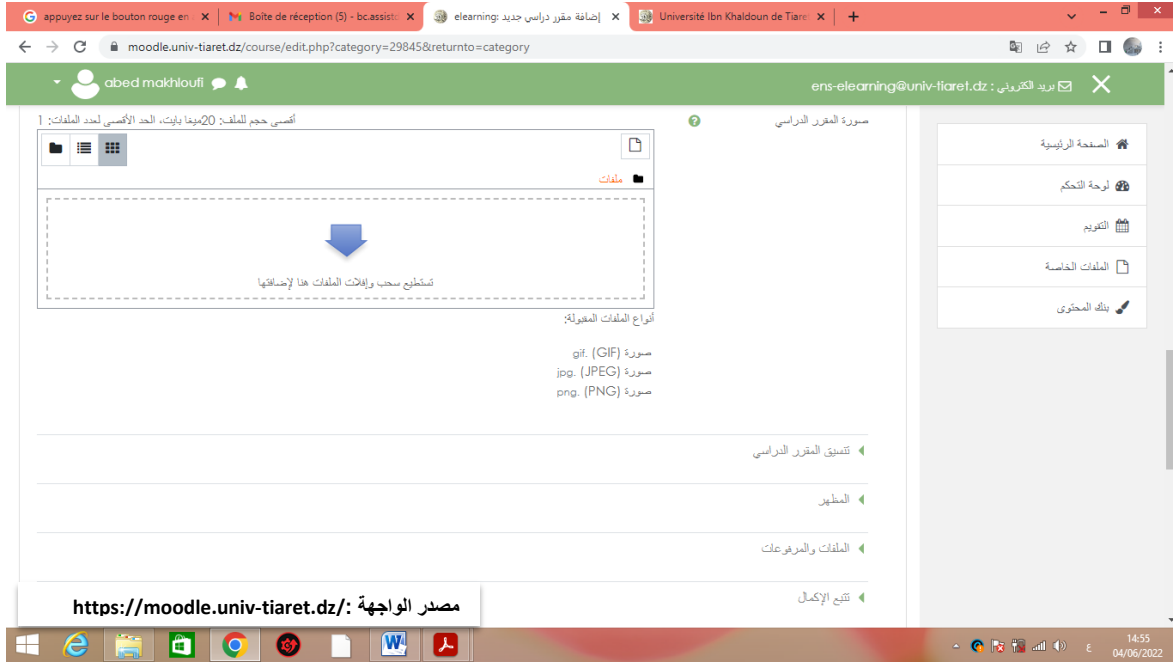 appuyez sur le bouton rouge en
Boîte de réception (5) - bc.assisto
elearning: إضافة مقرر دراسي جديد
Université Ibn Khaldoun de Tiaret
moodle.univ-tiaret.dz/course/edit.php?category=29845&returnto=category
abed makhloufi
بريد الكتروني : ens-elearning@univ-tiaret.dz
الصفحة الرئيسية
لوحة التحكم
التقويم
الملفات الخاصة
بنك المحتوى
صورة المقرر الدراسي
أقصى حجم للملف: 20ميغا بايت، الحد الأقصى لعدد الملفات: 1
ملفات
تستطيع سحب وإفلات الملفات هنا لإضافتها
أنواع الملفات المقبولة:
صورة (GIF) .gif
صورة (JPEG) .jpg
صورة (PNG) .png
تنسيق المقرر الدراسي
المظهر
الملفات والمرفوعات
تتبع الإكمال
مصدر الواجهة :https://moodle.univ-tiaret.dz/
ع
14:55
04/06/2022